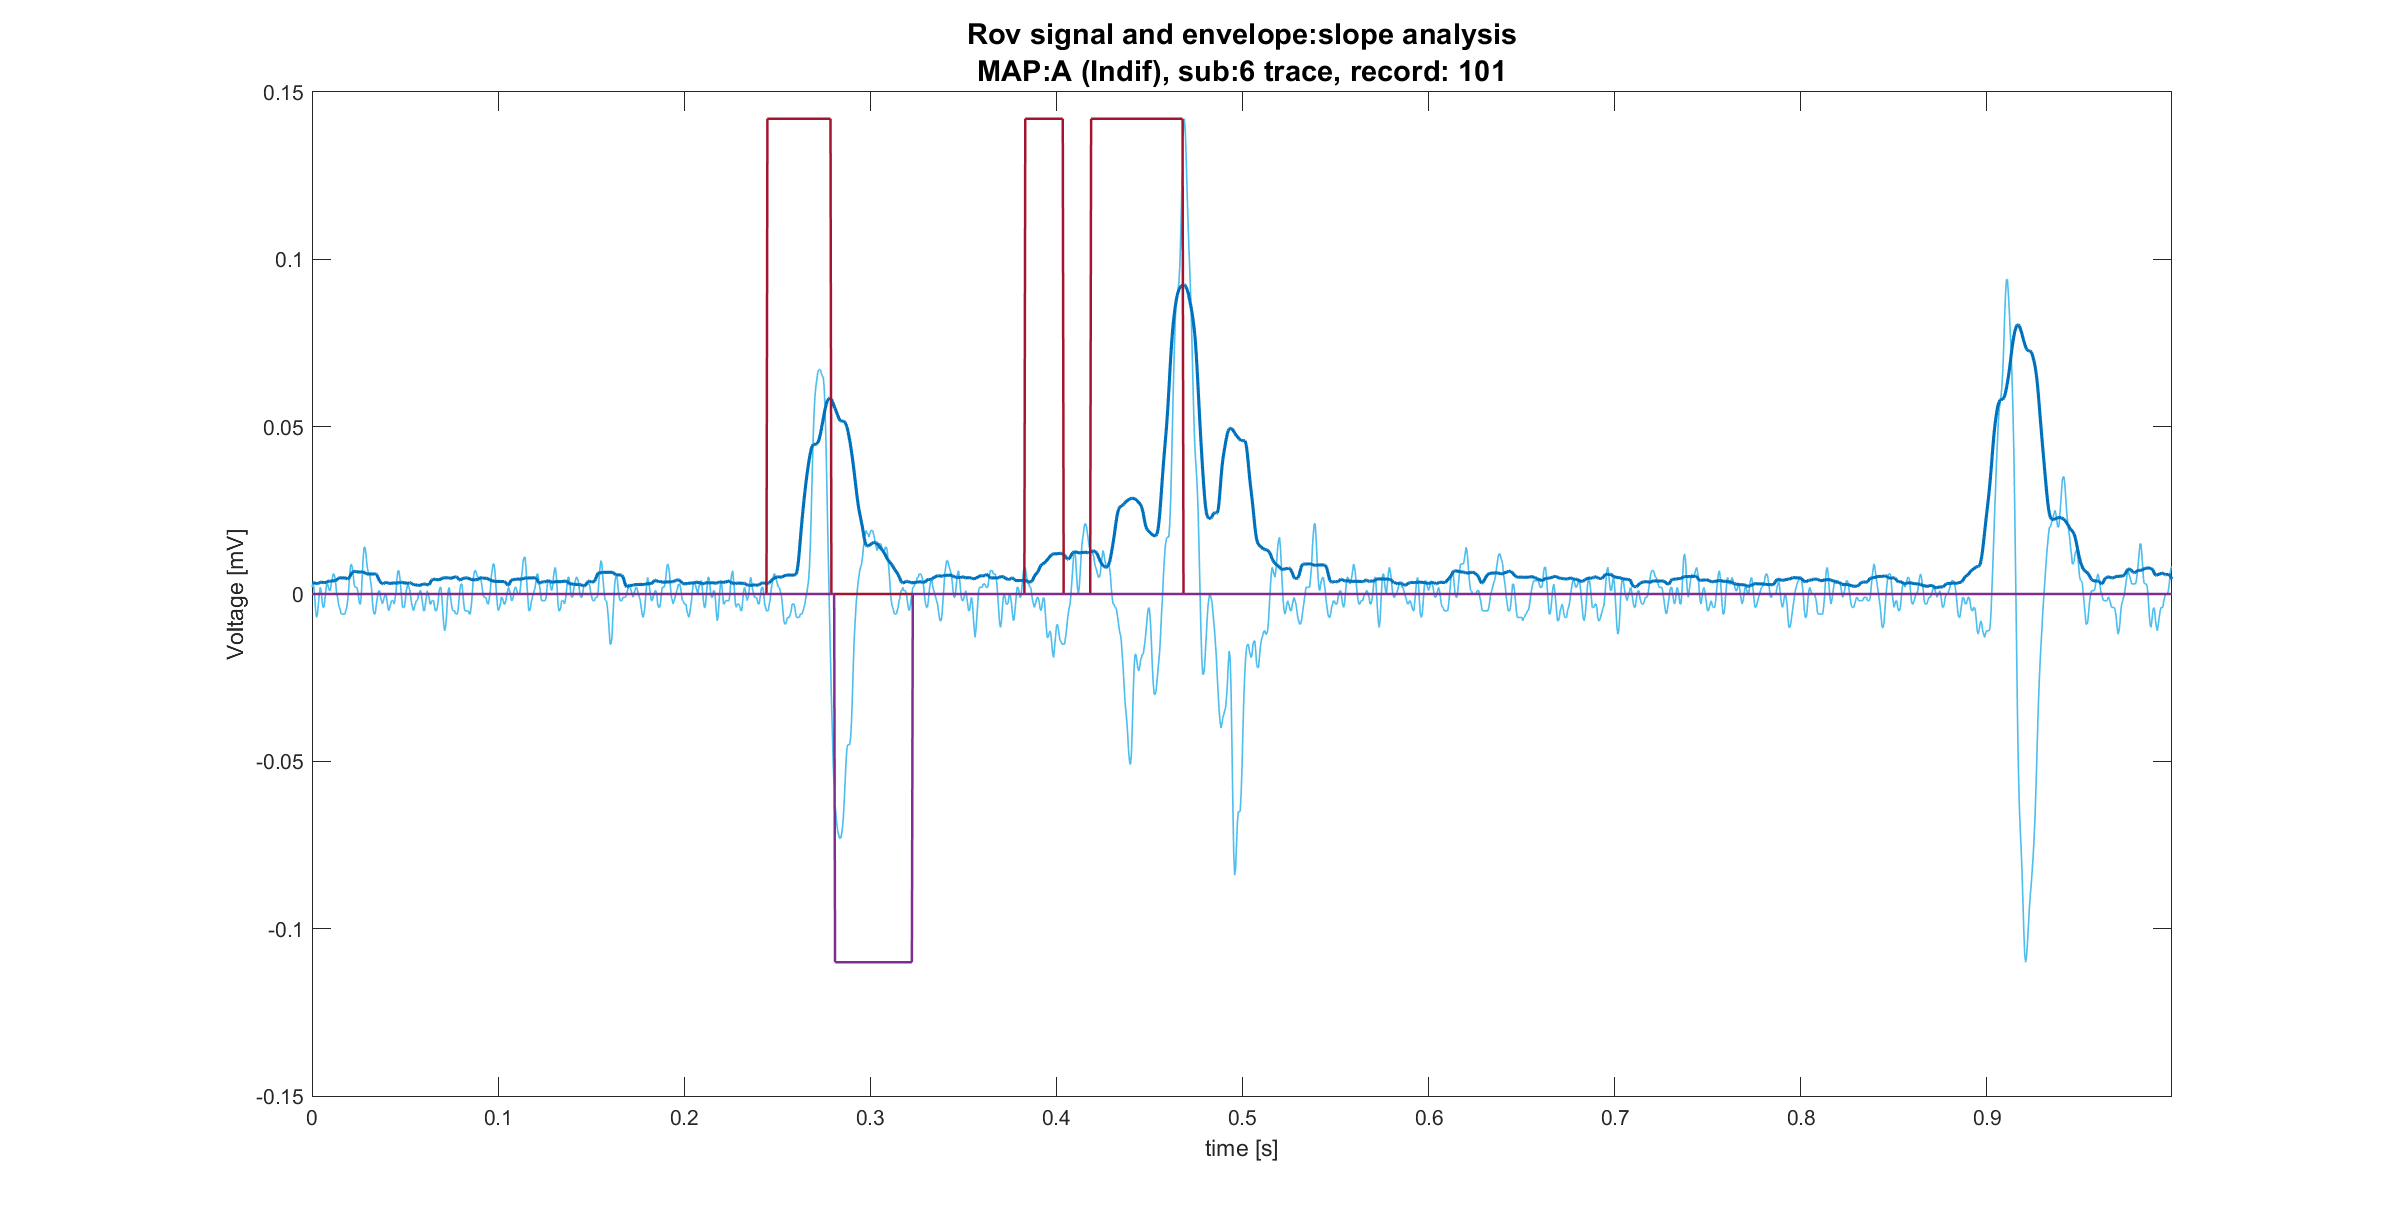 Rov signal and envelope:slope analysis
MAP:A (Indif), sub:6 trace, record: 101
0.15
0.1
0.05
0
-0.05
-0.1
-0.15
Voltage [mV]
0 0.1 0.2 0.3 0.4 0.5 0.6 0.7 0.8 0.9
time [s]